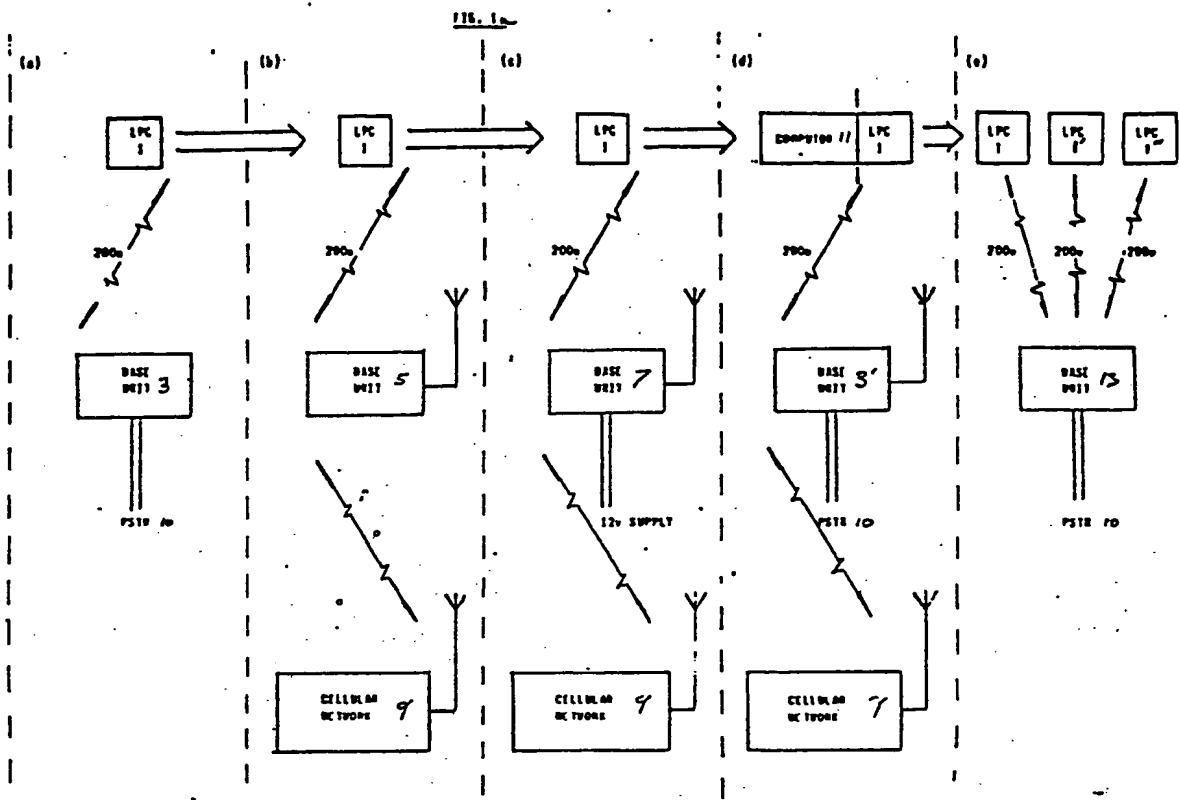 FIG. 1a
(a)
(b)
(c)
(d)
(e)
LPC
1
LPC
1
LPC
1
COMPUTER 11
LPC
1
LPC
1
LPC
1'
LPC
1"
200m
200m
200m
200m
200m
200m
200m
BASE
UNIT 3
BASE
UNIT 5
BASE
UNIT 7
BASE
UNIT 3'
BASE
UNIT 13
PSTN 10
12v SUPPLY
PSTN 10
PSTN 10
CELLULAR
NETWORK 9
CELLULAR
NETWORK 9
CELLULAR
NETWORK